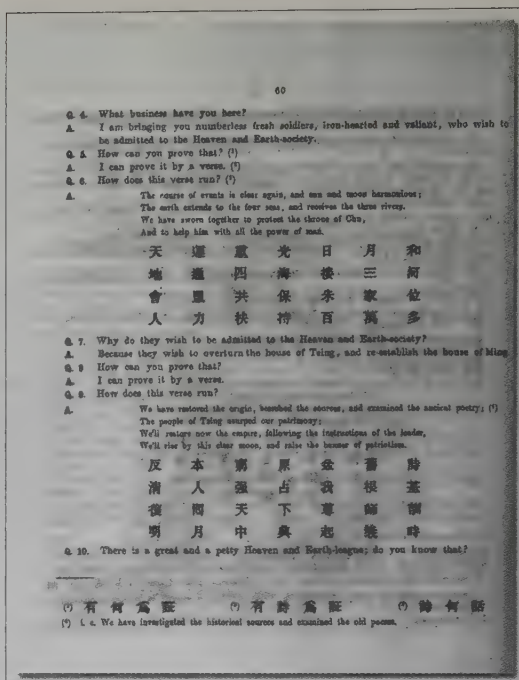 60
Q. 4. What business have you here?
A. I am bringing you numberless fresh soldiers, iron-hearted and valiant, who wish to
be admitted to the Heaven and Earth-society.
Q. 5. How can you prove that? (¹)
A. I can prove it by a verse. (²)
Q. 6. How does this verse run? (³)
A. The course of events is clear again, and sun and moon harmonious;
The earth extends to the four seas, and receives the three rivers.
We have sworn together to protect the throne of Chu,
And to help him with all the power of man.
天 運 重 光 日 月 和
地 通 四 海 接 三 河
會 盟 共 保 朱 家 位
人 力 扶 持 百 萬 多
Q. 7. Why do they wish to be admitted to the Heaven and Earth-society?
A. Because they wish to overturn the house of Tsing, and re-establish the house of Ming.
Q. 8 How can you prove that?
A. I can prove it by a verse.
Q. 9. How does this verse run?
A. We have restored the origin, searched the sources, and examined the ancient poetry; (⁴)
The people of Tsing usurped our patrimony;
We'll restore now the empire, following the instructions of the leader,
We'll rise by this clear moon, and raise the banner of patriotism.
反 本 原 舊 詩
清 人 强 占 我 根 基
復 天 下 尊 師
明 月 中 起 義
Q. 10. There is a great and a petty Heaven and Earth-league; do you know that?
(¹) 有 何 爲 証 (²) 有 詩 爲 証 (³) 詩 何 話
(⁴) i. e. We have investigated the historical sources and examined the old poems.